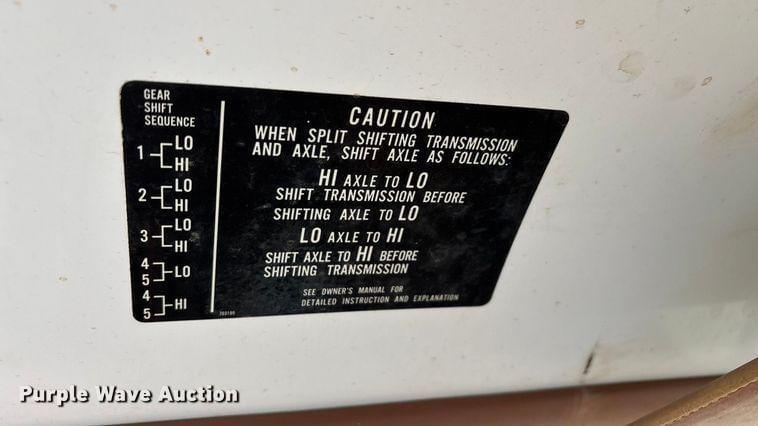 GEAR
SHIFT
SEQUENCE
1 LO
HI
2 LO
HI
3 LO
HI
4
5 LO
4
5 HI
CAUTION
WHEN SPLIT SHIFTING TRANSMISSION
AND AXLE, SHIFT AXLE AS FOLLOWS:
HI AXLE TO LO
SHIFT TRANSMISSION BEFORE
SHIFTING AXLE TO LO
LO AXLE TO HI
SHIFT AXLE TO HI BEFORE
SHIFTING TRANSMISSION
SEE OWNER'S MANUAL FOR
DETAILED INSTRUCTION AND EXPLANATION
Purple Wave Auction